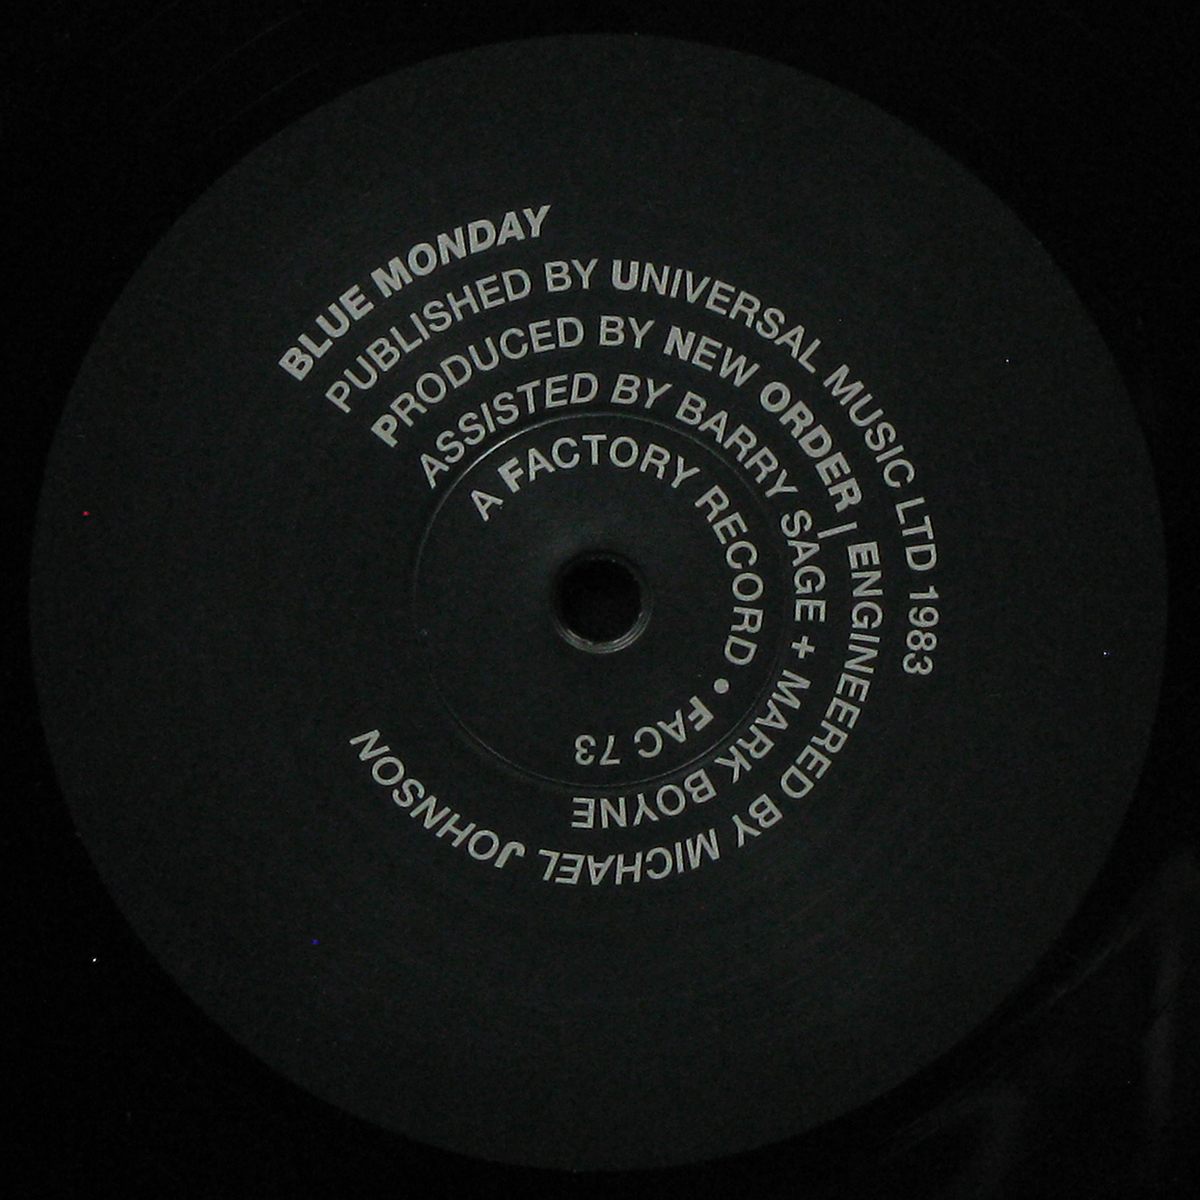 BLUE MONDAY
PUBLISHED BY UNIVERSAL MUSIC LTD 1983
PRODUCED BY NEW ORDER | ENGINEERED BY MICHAEL JOHNSON
ASSISTED BY BARRY SAGE + MARK BOYNE
A FACTORY RECORD • FAC 73